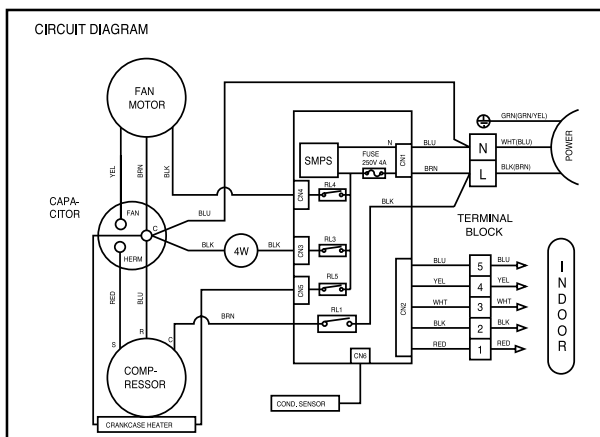 CIRCUIT DIAGRAM
FAN
MOTOR
YEL
BRN
BLK
GRN(GRN/YEL)
N
BLU
N
WHT(BLU)
POWER
SMPS
FUSE
250V 4A
CN1
BRN
L
BLK(BRN)
CN4
RL4
BLK
CAPA-
CITOR
FAN
C
BLU
TERMINAL
BLOCK
HERM
BLK
4W
BLK
CN3
RL3
CN5
RL5
CN2
BLU
5
BLU
YEL
4
YEL
WHT
3
WHT
BLK
2
BLK
RED
1
RED
INDOOR
RED
BLU
BRN
RL1
S
R
C
COMP-
RESSOR
CN6
CRANKCASE HEATER
COND. SENSOR